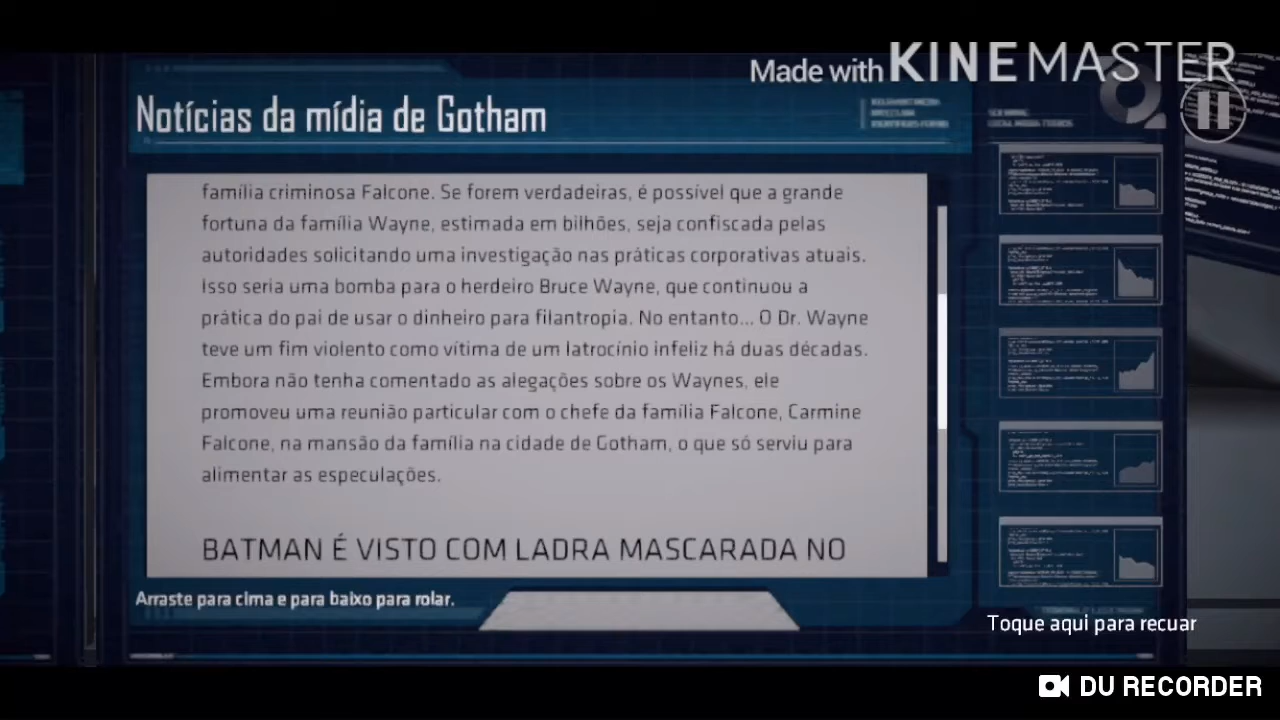 Made with KINEMASTER
Notícias da mídia de Gotham
família criminosa Falcone. Se forem verdadeiras, é possível que a grande
fortuna da família Wayne, estimada em bilhões, seja confiscada pelas
autoridades solicitando uma investigação nas práticas corporativas atuais.
Isso seria uma bomba para o herdeiro Bruce Wayne, que continuou a
prática do pai de usar o dinheiro para filantropia. No entanto... O Dr. Wayne
teve um fim violento como vítima de um latrocínio infeliz há duas décadas.
Embora não tenha comentado as alegações sobre os Waynes, ele
promoveu uma reunião particular com o chefe da família Falcone, Carmine
Falcone, na mansão da família na cidade de Gotham, o que só serviu para
alimentar as especulações.
BATMAN É VISTO COM LADRA MASCARADA NO
Arraste para cima e para baixo para rolar.
Toque aqui para recuar
DU RECORDER